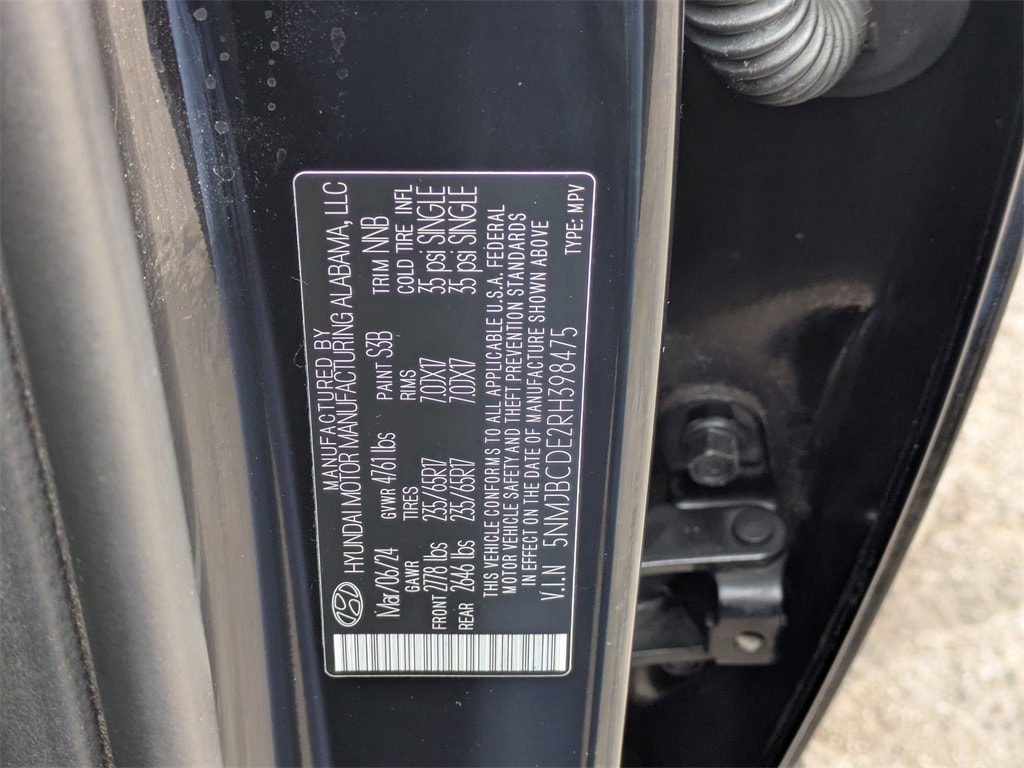 MANUFACTURED BY
HYUNDAI MOTOR MANUFACTURING ALABAMA, LLC
Mar/06/24 GVWR 4761 lbs PAINT S3B TRIM NNB
GAWR TIRES RIMS COLD TIRE INFL
FRONT 2778 lbs 235/65R17 7.0JX17 35 psi SINGLE
REAR 2646 lbs 235/65R17 7.0JX17 35 psi SINGLE
THIS VEHICLE CONFORMS TO ALL APPLICABLE U.S.A. FEDERAL
MOTOR VEHICLE SAFETY AND THEFT PREVENTION STANDARDS
IN EFFECT ON THE DATE OF MANUFACTURE SHOWN ABOVE
V.I.N 5NMJBCDE2RH398475 TYPE: MPV